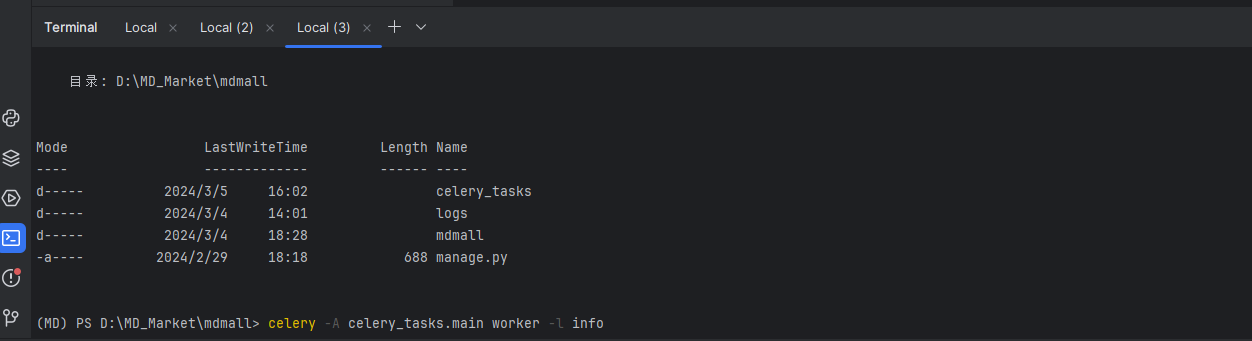 Terminal Local × Local (2) × Local (3) ×
目录: D:\MD_Market\mdmall
Mode LastWriteTime Length Name
---- ------------- ------ ----
d----- 2024/3/5 16:02 celery_tasks
d----- 2024/3/4 14:01 logs
d----- 2024/3/4 18:28 mdmall
-a---- 2024/2/29 18:18 688 manage.py
(MD) PS D:\MD_Market\mdmall> celery -A celery_tasks.main worker -l info